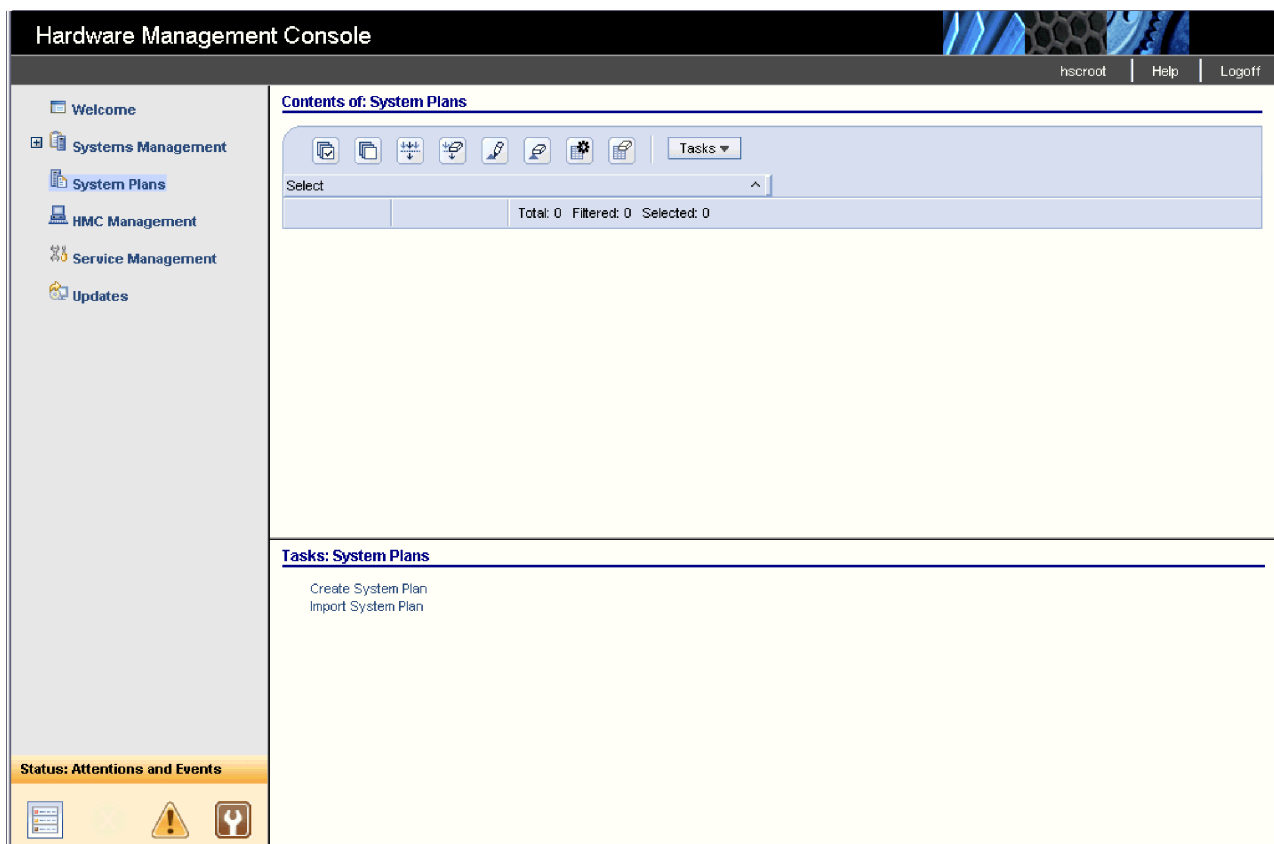 Hardware Management Console
hscroot Help Logoff
Welcome
Systems Management
System Plans
HMC Management
Service Management
Updates
Contents of: System Plans
Tasks
Select
Total: 0 Filtered: 0 Selected: 0
Tasks: System Plans
Create System Plan
Import System Plan
Status: Attentions and Events